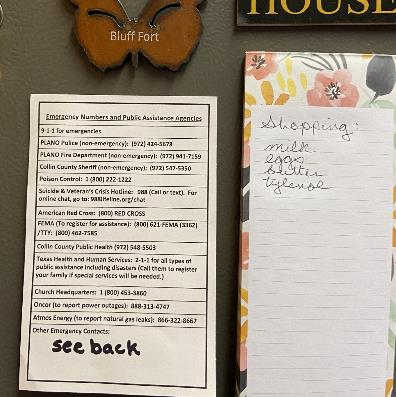 Bluff Fort
HOUSE
Emergency Numbers and Public Assistance Agencies
9-1-1 for emergencies
PLANO Police (non-emergency): (972) 424-5678
PLANO Fire Department (non-emergency): (972) 941-7159
Collin County Sheriff (non-emergency): (972) 547-5350
Poison Control: 1 (800) 222-1222
Suicide & Veteran's Crisis Hotline: 988 (Call or text). For
online chat, go to: 988lifeline.org/chat
American Red Cross: (800) RED CROSS
FEMA (To register for assistance): (800) 621-FEMA (3362)
/TTY: (800) 462-7585
Collin County Public Health (972) 548-5503
Texas Health and Human Services: 2-1-1 for all types of
public assistance including disasters (Call them to register
your family if special services will be needed.)
Church Headquarters: 1 (800) 453-3860
Oncor (to report power outages): 888-313-4747
Atmos Energy (to report natural gas leaks): 866-322-8667
Other Emergency Contacts:
see back
Shopping:
milk
eggs
butter
tylenol